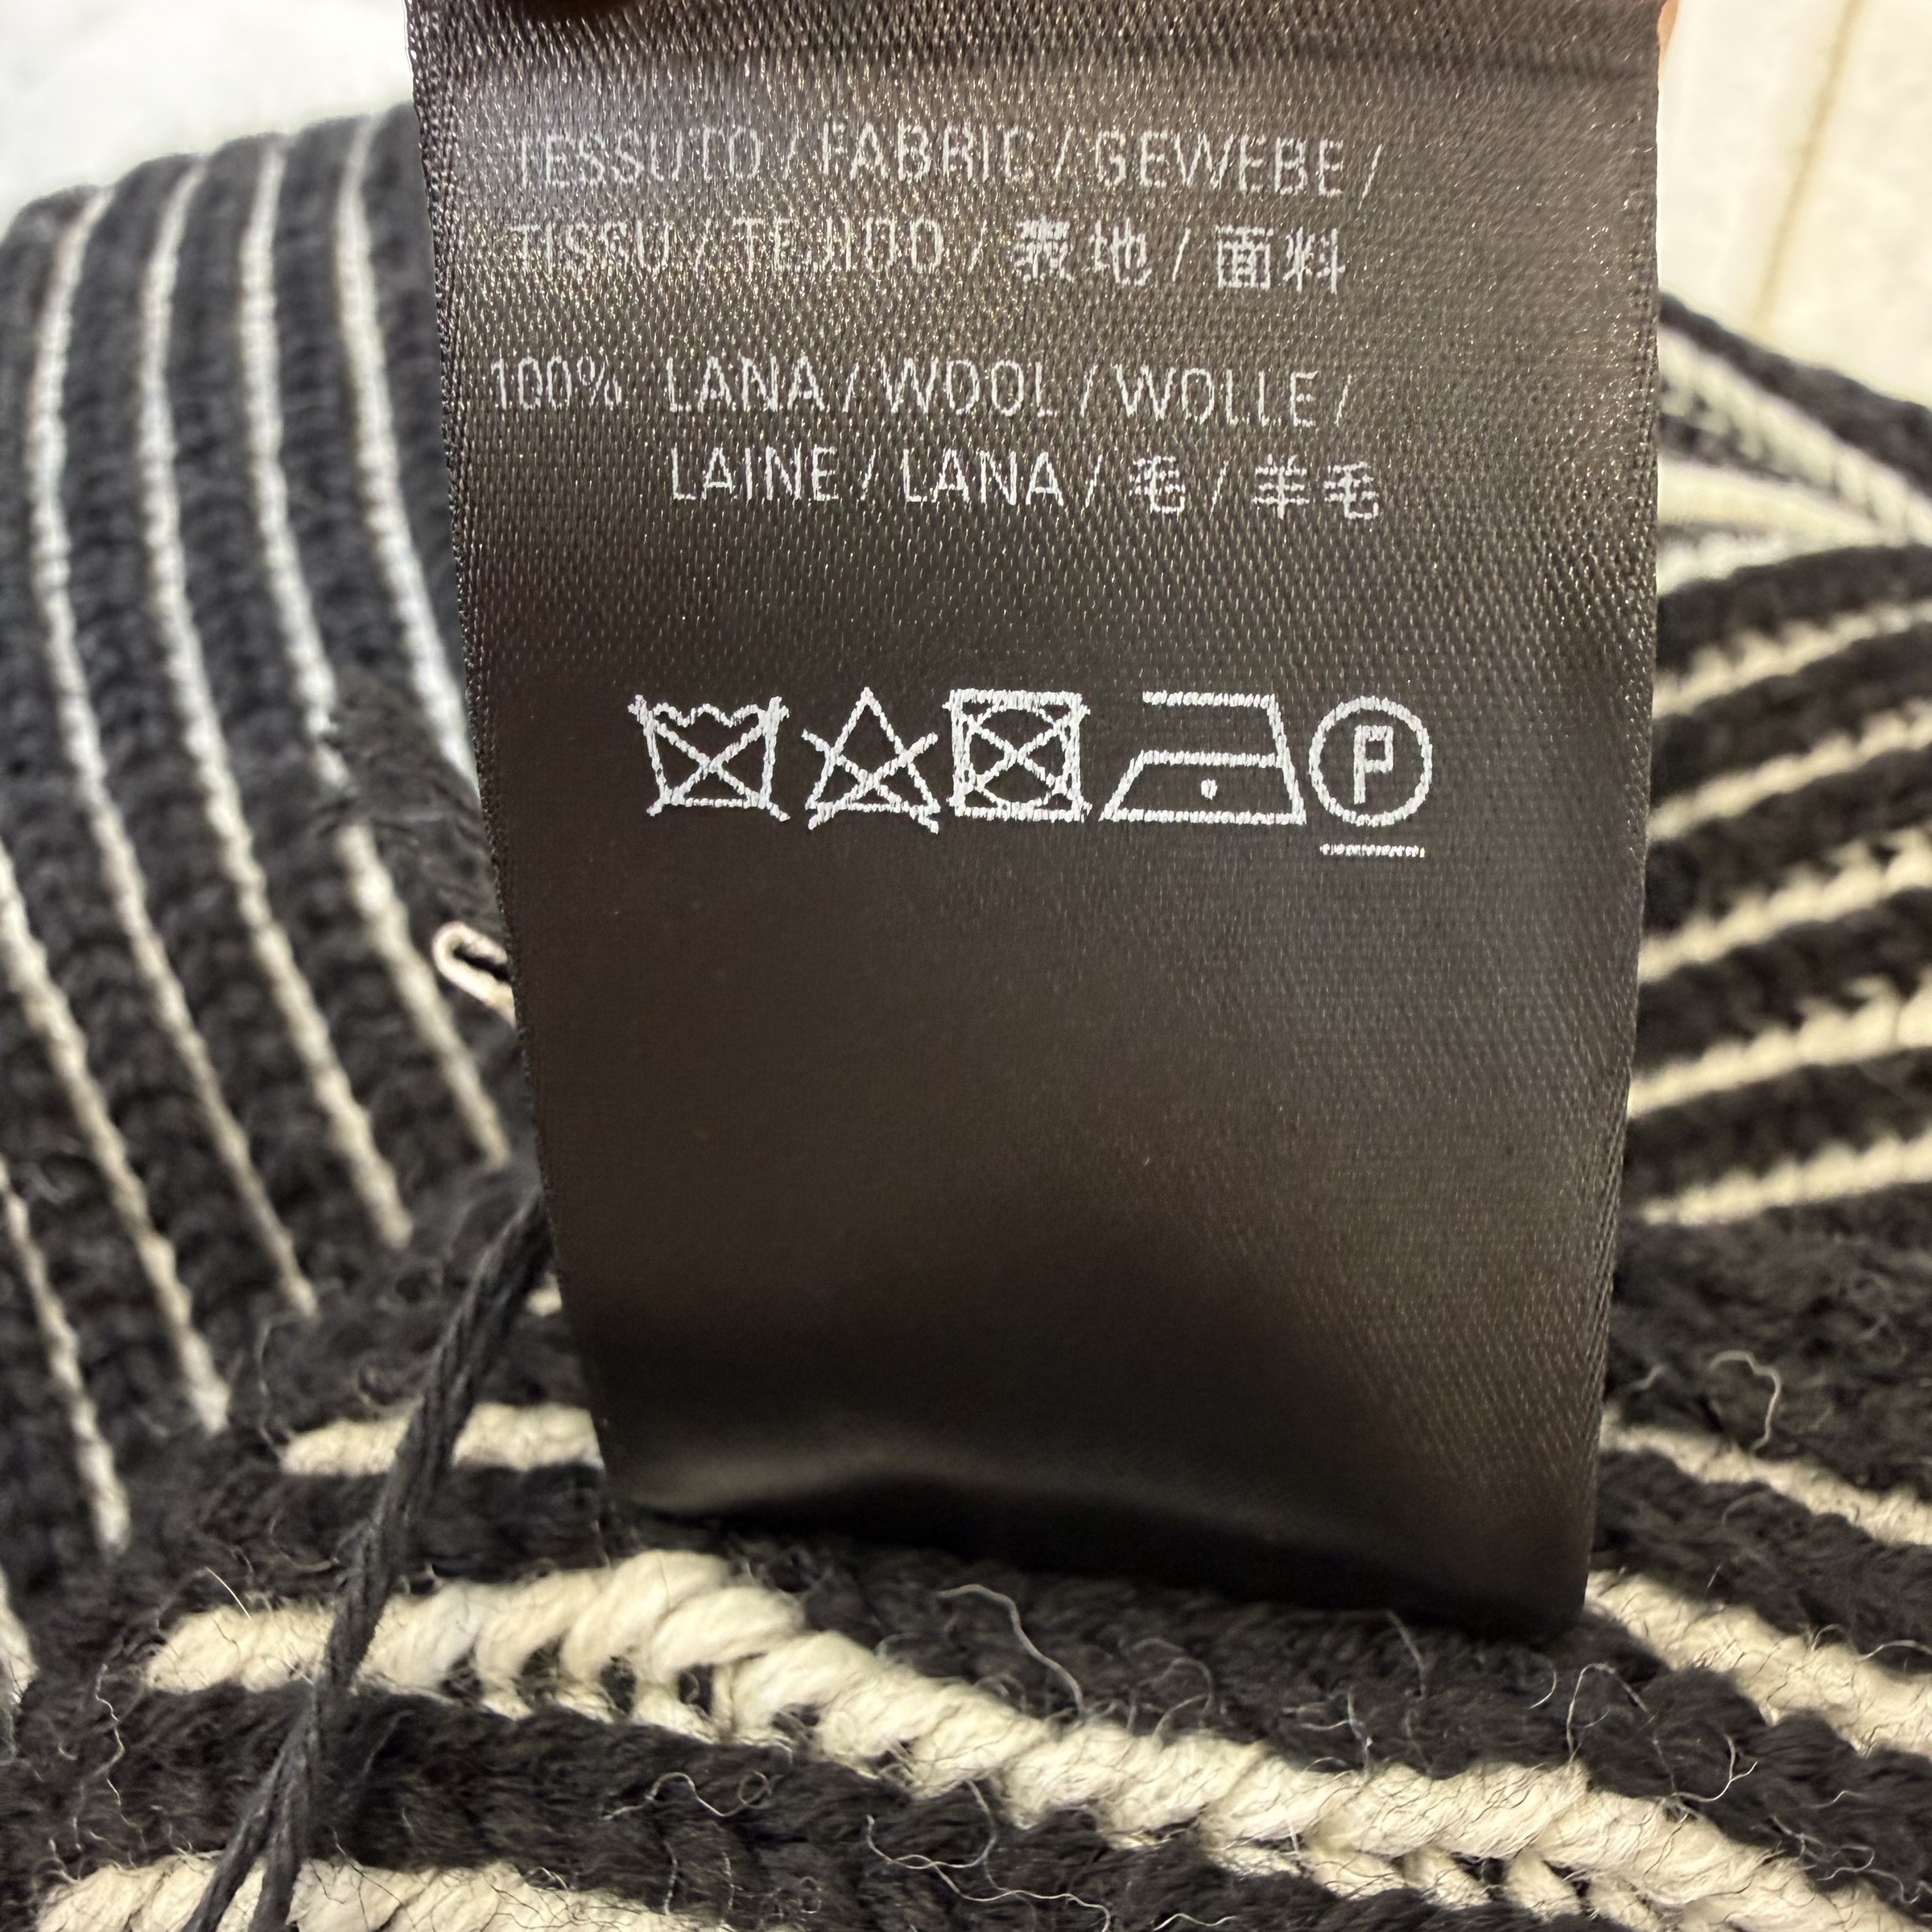 TESSUTO / FABRIC / GEWEBE /
TISSU / TEJIDO / 表地 / 面料
100% LANA / WOOL / WOLLE /
LAINE / LANA / 毛 / 羊毛
P